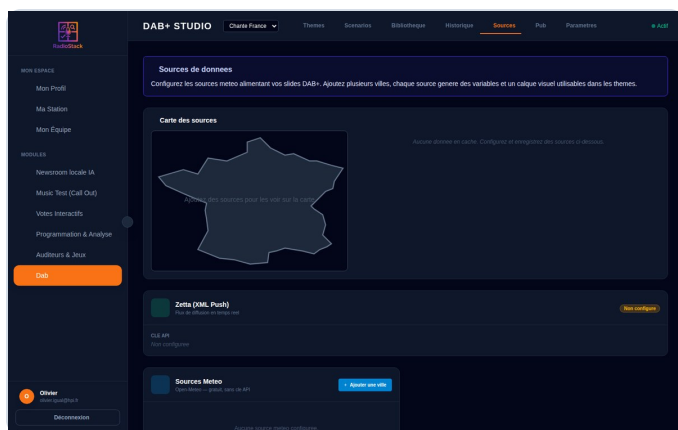 RadioStack
MON ESPACE
Mon Profil
Ma Station
Mon Équipe
MODULES
Newsroom locale IA
Music Test (Call Out)
Votes Interactifs
Programmation & Analyse
Auditeurs & Jeux
Dab
O
Olivier
Déconnexion
DAB+ STUDIO
Chante France
Themes
Scenarios
Bibliotheque
Historique
Sources
Pub
Parametres
Actif
Sources de donnees
Configurez les sources meteo alimentant vos slides DAB+. Ajoutez plusieurs villes, chaque source genere des variables et un calque visuel utilisables dans les themes.
Carte des sources
Ajoutez des sources pour les voir sur la carte
Aucune donnee en cache. Configurez et enregistrez des sources ci-dessous.
Zetta (XML Push)
Flux de diffusion en temps reel
Non configure
CLE API
Non configuree
Sources Meteo
Open-Meteo — gratuit, sans cle API
+ Ajouter une ville
Aucune source meteo configuree.